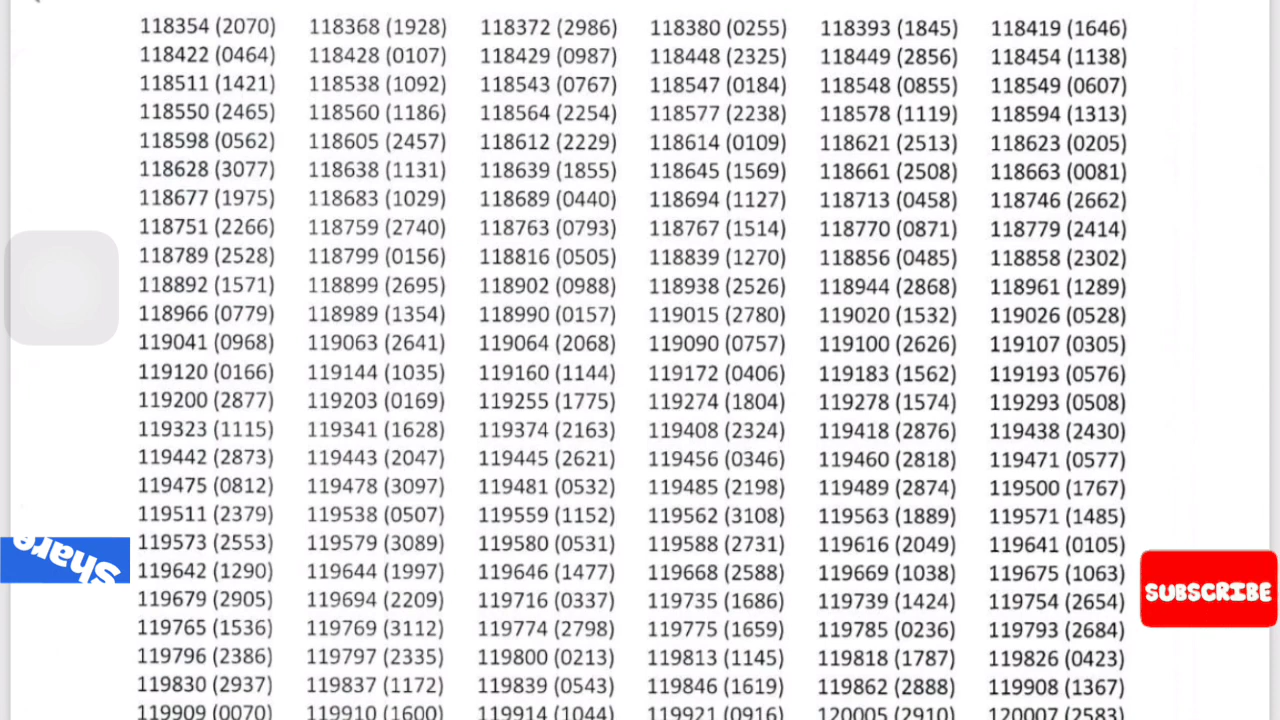 118354 (2070) 118368 (1928) 118372 (2986) 118380 (0255) 118393 (1845) 118419 (1646)
118422 (0464) 118428 (0107) 118429 (0987) 118448 (2325) 118449 (2856) 118454 (1138)
118511 (1421) 118538 (1092) 118543 (0767) 118547 (0184) 118548 (0855) 118549 (0607)
118550 (2465) 118560 (1186) 118564 (2254) 118577 (2238) 118578 (1119) 118594 (1313)
118598 (0562) 118605 (2457) 118612 (2229) 118614 (0109) 118621 (2513) 118623 (0205)
118628 (3077) 118638 (1131) 118639 (1855) 118645 (1569) 118661 (2508) 118663 (0081)
118677 (1975) 118683 (1029) 118689 (0440) 118694 (1127) 118713 (0458) 118746 (2662)
118751 (2266) 118759 (2740) 118763 (0793) 118767 (1514) 118770 (0871) 118779 (2414)
118789 (2528) 118799 (0156) 118816 (0505) 118839 (1270) 118856 (0485) 118858 (2302)
118892 (1571) 118899 (2695) 118902 (0988) 118938 (2526) 118944 (2868) 118961 (1289)
118966 (0779) 118989 (1354) 118990 (0157) 119015 (2780) 119020 (1532) 119026 (0528)
119041 (0968) 119063 (2641) 119064 (2068) 119090 (0757) 119100 (2626) 119107 (0305)
119120 (0166) 119144 (1035) 119160 (1144) 119172 (0406) 119183 (1562) 119193 (0576)
119200 (2877) 119203 (0169) 119255 (1775) 119274 (1804) 119278 (1574) 119293 (0508)
119323 (1115) 119341 (1628) 119374 (2163) 119408 (2324) 119418 (2876) 119438 (2430)
119442 (2873) 119443 (2047) 119445 (2621) 119456 (0346) 119460 (2818) 119471 (0577)
119475 (0812) 119478 (3097) 119481 (0532) 119485 (2198) 119489 (2874) 119500 (1767)
119511 (2379) 119538 (0507) 119559 (1152) 119562 (3108) 119563 (1889) 119571 (1485)
119573 (2553) 119579 (3089) 119580 (0531) 119588 (2731) 119616 (2049) 119641 (0105)
share
119642 (1290) 119644 (1997) 119646 (1477) 119668 (2588) 119669 (1038) 119675 (1063)
SUBSCRIBE
119679 (2905) 119694 (2209) 119716 (0337) 119735 (1686) 119739 (1424) 119754 (2654)
119765 (1536) 119769 (3112) 119774 (2798) 119775 (1659) 119785 (0236) 119793 (2684)
119796 (2386) 119797 (2335) 119800 (0213) 119813 (1145) 119818 (1787) 119826 (0423)
119830 (2937) 119837 (1172) 119839 (0543) 119846 (1619) 119862 (2888) 119908 (1367)
119909 (0070) 119910 (1600) 119914 (1044) 119921 (0916) 120005 (2910) 120007 (2583)